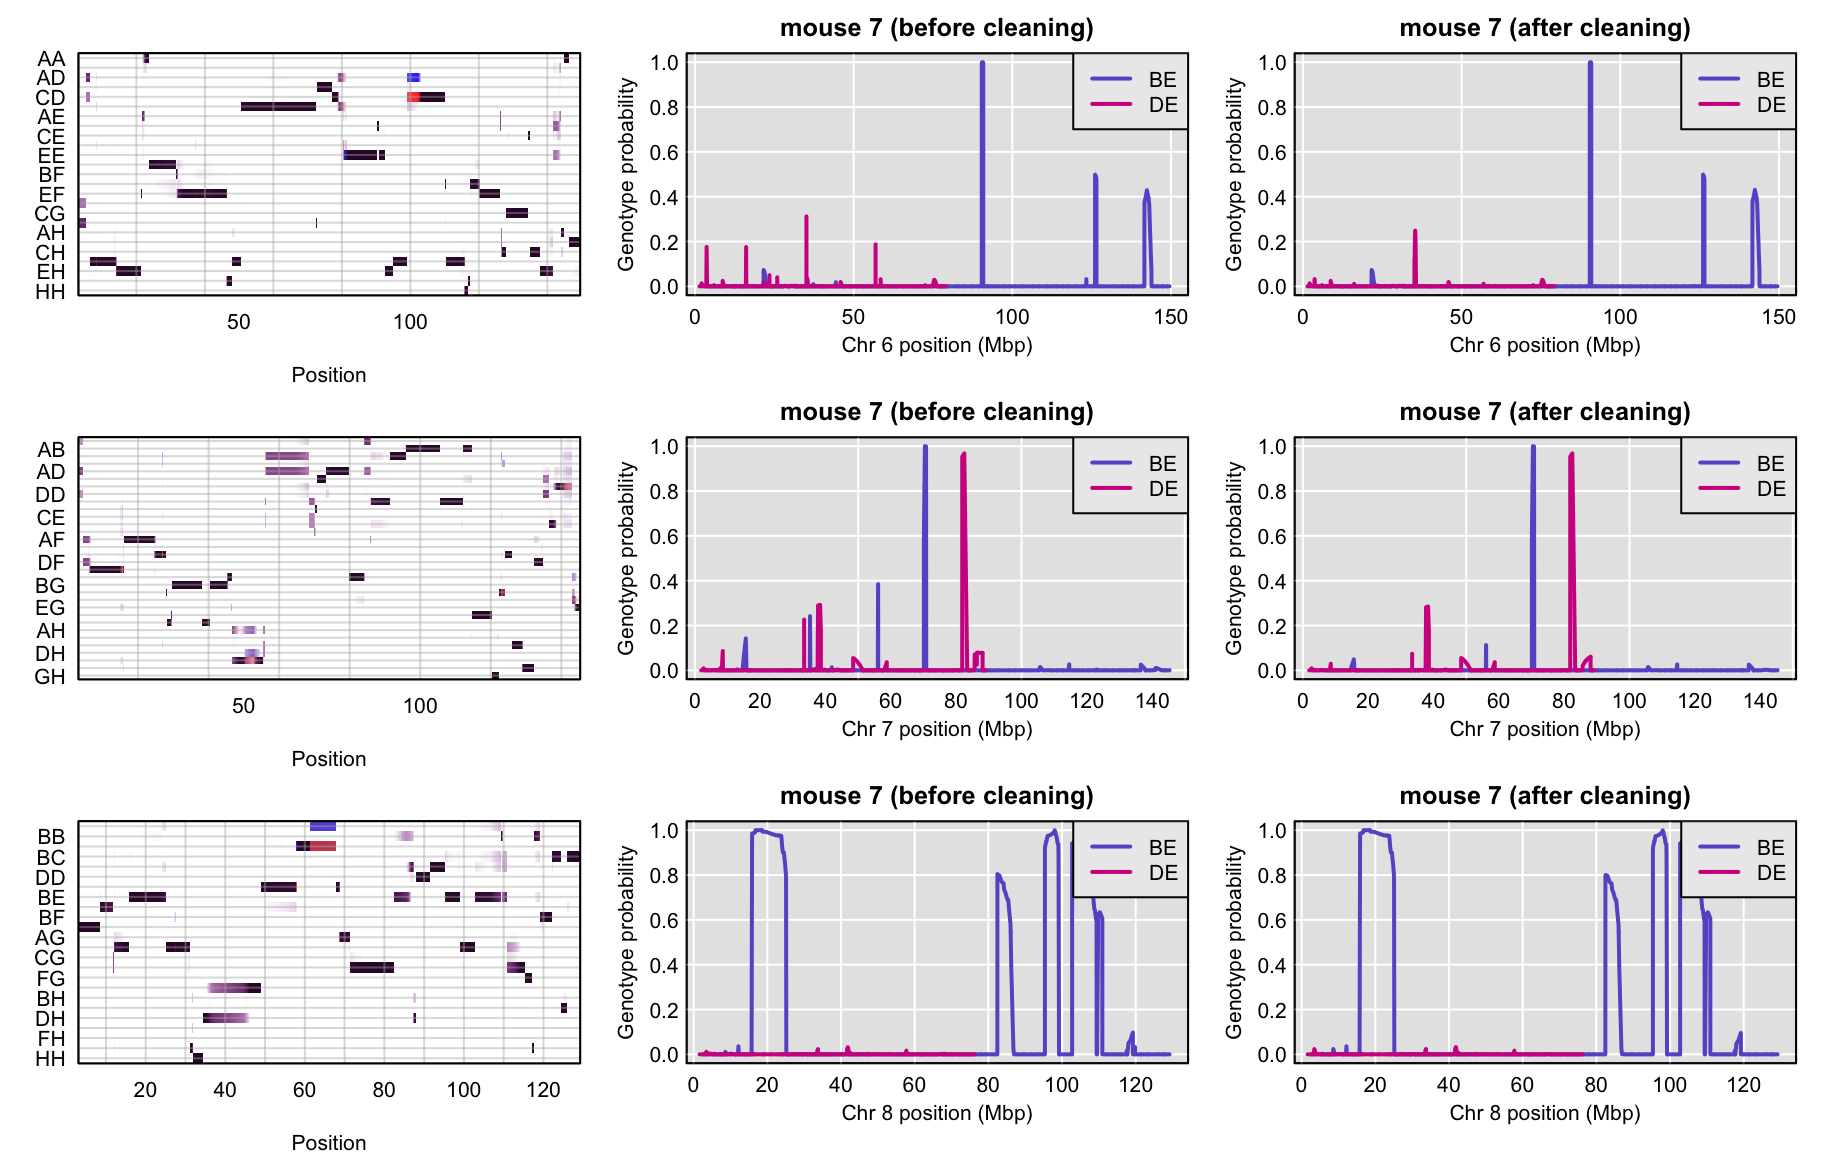 AA
AD
CD
AE
CE
EE
BF
EF
CG
AH
CH
EH
HH
50 100
Position
mouse 7 (before cleaning)
Genotype probability
1.0
0.8
0.6
0.4
0.2
0.0
BE
DE
0 50 100 150
Chr 6 position (Mbp)
mouse 7 (after cleaning)
Genotype probability
1.0
0.8
0.6
0.4
0.2
0.0
BE
DE
0 50 100 150
Chr 6 position (Mbp)
AB
AD
DD
CE
AF
DF
BG
EG
AH
DH
GH
50 100
Position
mouse 7 (before cleaning)
Genotype probability
1.0
0.8
0.6
0.4
0.2
0.0
BE
DE
0 20 40 60 80 100 120 140
Chr 7 position (Mbp)
mouse 7 (after cleaning)
Genotype probability
1.0
0.8
0.6
0.4
0.2
0.0
BE
DE
0 20 40 60 80 100 120 140
Chr 7 position (Mbp)
BB
BC
DD
BE
BF
AG
CG
FG
BH
DH
FH
HH
20 40 60 80 100 120
Position
mouse 7 (before cleaning)
Genotype probability
1.0
0.8
0.6
0.4
0.2
0.0
BE
DE
0 20 40 60 80 100 120
Chr 8 position (Mbp)
mouse 7 (after cleaning)
Genotype probability
1.0
0.8
0.6
0.4
0.2
0.0
BE
DE
0 20 40 60 80 100 120
Chr 8 position (Mbp)